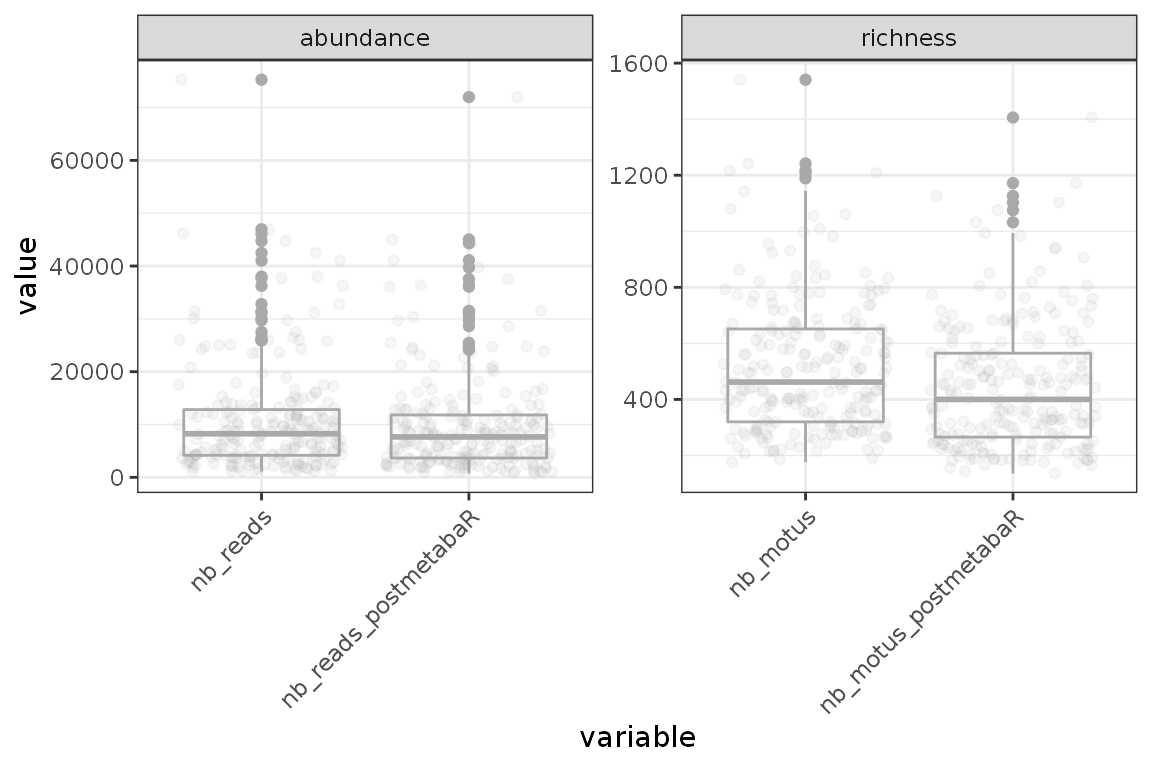 abundance
richness
value
60000
40000
20000
0
1600
1200
800
400
nb_reads
nb_reads_postmetabaR
nb_motus
nb_motus_postmetabaR
variable